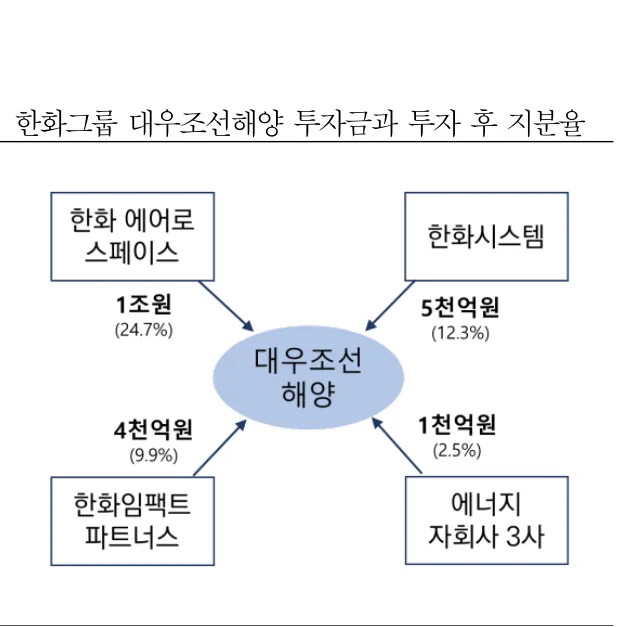 한화그룹 대우조선해양 투자금과 투자 후 지분율
한화 에어로
스페이스
한화시스템
1조원
(24.7%)
5천억원
(12.3%)
대우조선
해양
4천억원
(9.9%)
1천억원
(2.5%)
한화임팩트
파트너스
에너지
자회사 3사